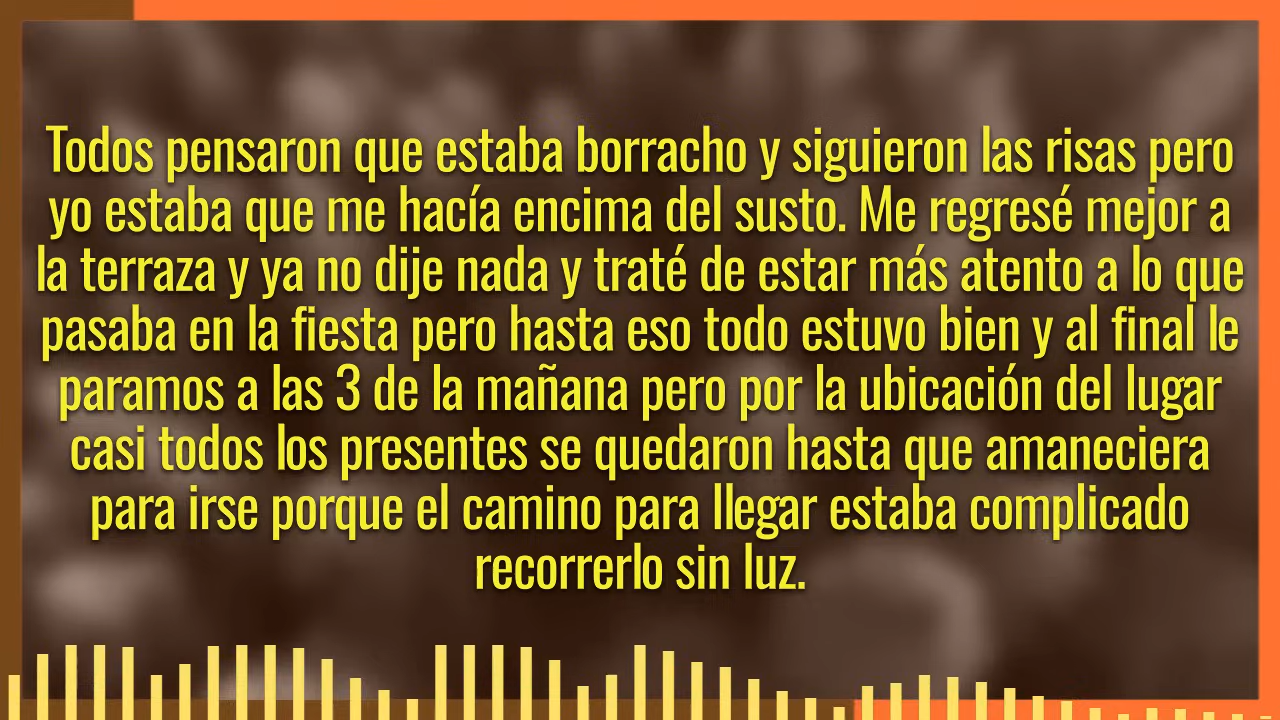 Todos pensaron que estaba borracho y siguieron las risas pero
yo estaba que me hacía encima del susto. Me regresé mejor a
la terraza y ya no dije nada y traté de estar más atento a lo que
pasaba en la fiesta pero hasta eso todo estuvo bien y al final le
paramos a las 3 de la mañana pero por la ubicación del lugar
casi todos los presentes se quedaron hasta que amaneciera
para irse porque el camino para llegar estaba complicado
recorrerlo sin luz.